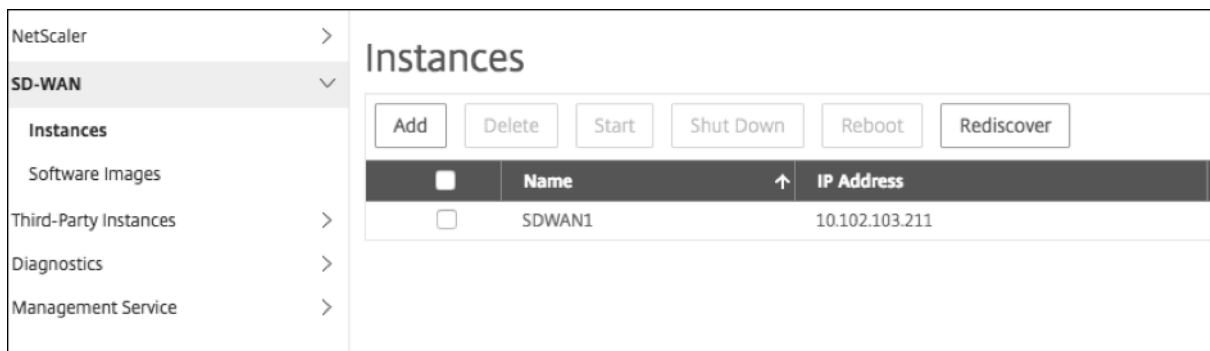 NetScaler
SD-WAN
Instances
Software Images
Third-Party Instances
Diagnostics
Management Service
Instances
Add Delete Start Shut Down Reboot Rediscover
Name IP Address
SDWAN1 10.102.103.211